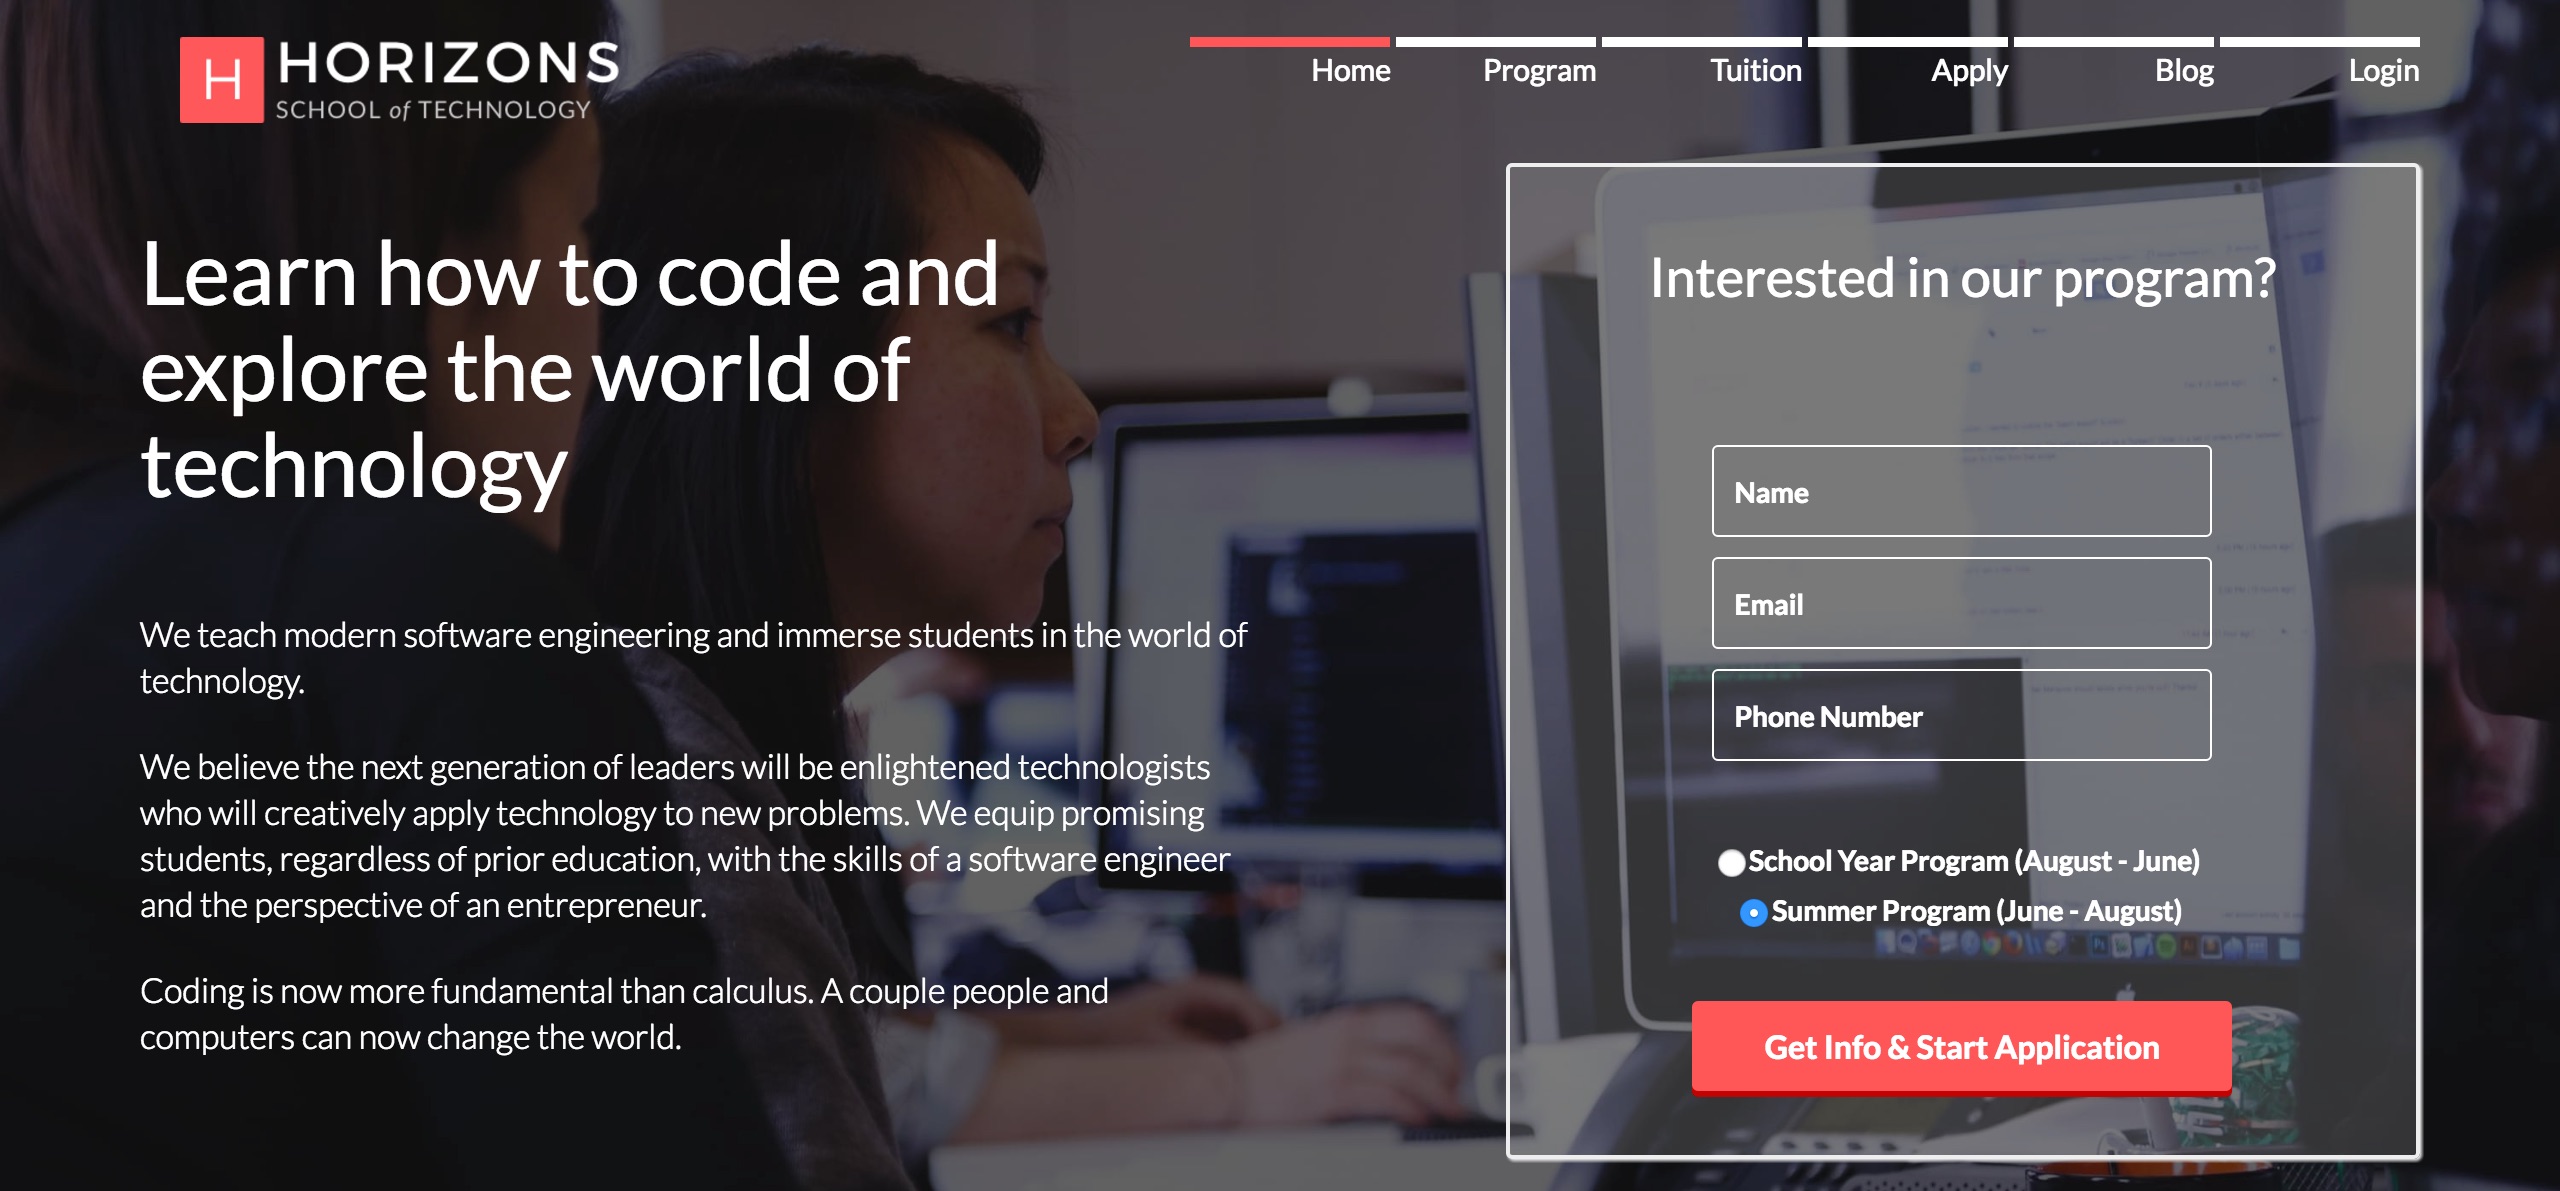 H HORIZONS
SCHOOL of TECHNOLOGY
Home Program Tuition Apply Blog Login
Learn how to code and
explore the world of
technology
We teach modern software engineering and immerse students in the world of
technology.
We believe the next generation of leaders will be enlightened technologists
who will creatively apply technology to new problems. We equip promising
students, regardless of prior education, with the skills of a software engineer
and the perspective of an entrepreneur.
Coding is now more fundamental than calculus. A couple people and
computers can now change the world.
Interested in our program?
Name
Email
Phone Number
School Year Program (August - June)
Summer Program (June - August)
Get Info & Start Application